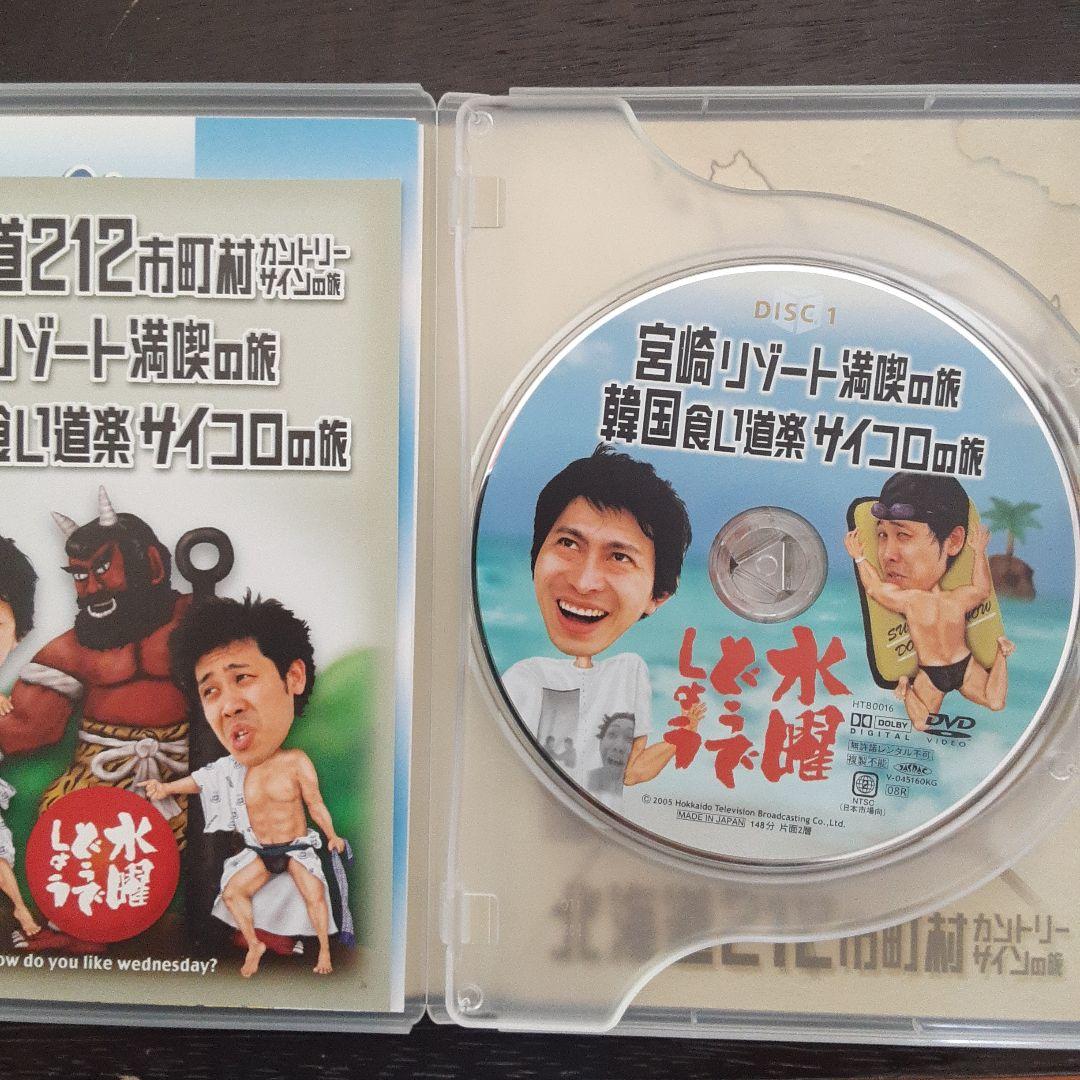 道212市町村 カントリー
サインの旅
リゾート満喫の旅
食い道楽 サイコロの旅
水曜
どうで
しょう
ow do you like wednesday?
DISC 1
宮崎リゾート満喫の旅
韓国食い道楽サイコロの旅
水曜
どうで
しょう
HTB0016
DOLBY
DIGITAL
DVD
VIDEO
無許諾レンタル不可
複製不能
V-045160KG
2
08R
NTSC
(日本市場向)
© 2005 Hokkaido Television Broadcasting Co., Ltd.
MADE IN JAPAN 148分 片面2層
北海道212市町村 カントリー
サインの旅